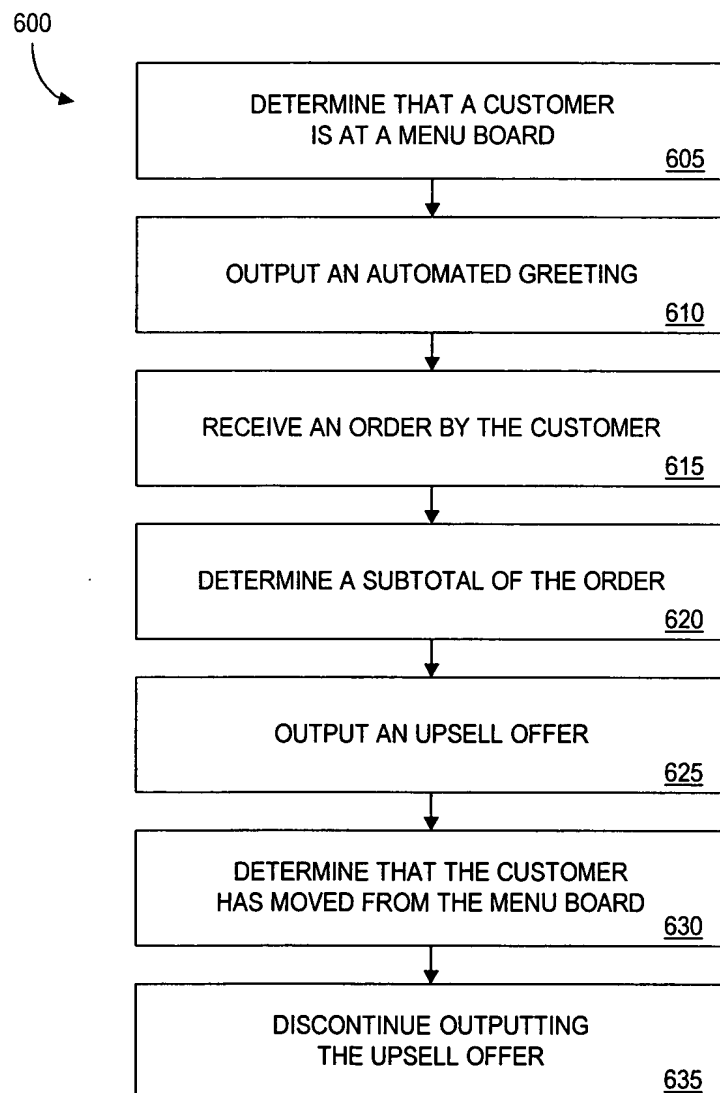 600
DETERMINE THAT A CUSTOMER
IS AT A MENU BOARD
605
OUTPUT AN AUTOMATED GREETING
610
RECEIVE AN ORDER BY THE CUSTOMER
615
DETERMINE A SUBTOTAL OF THE ORDER
620
OUTPUT AN UPSELL OFFER
625
DETERMINE THAT THE CUSTOMER
HAS MOVED FROM THE MENU BOARD
630
DISCONTINUE OUTPUTTING
THE UPSELL OFFER
635